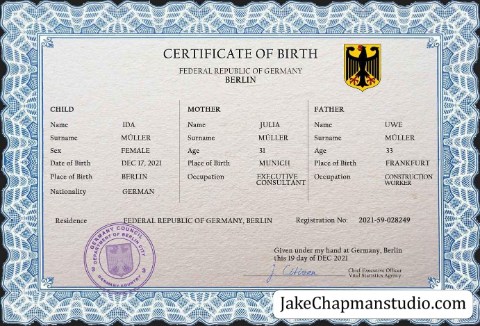 CERTIFICATE OF BIRTH
FEDERAL REPUBLIC OF GERMANY
BERLIN
CHILD
Name IDA
Surname MÜLLER
Sex FEMALE
Date of Birth DEC 17, 2021
Place of Birth BERLIN
Nationality GERMAN
MOTHER
Name JULIA
Surname MÜLLER
Age 31
Place of Birth MUNICH
Occupation EXECUTIVE
CONSULTANT
FATHER
Name UWE
Surname MÜLLER
Age 33
Place of Birth FRANKFURT
Occupation CONSTRUCTION
WORKER
Residence FEDERAL REPUBLIC OF GERMANY, BERLIN
Registration No: 2021-59-028249
GERMANY COUNCIL
DEPARTMENT OF BERLIN CITY
Given under my hand at Germany, Berlin
this 19 day of DEC 2021
Chief Executive Officer
Vital Statistics Agency
JakeChapmanstudio.com